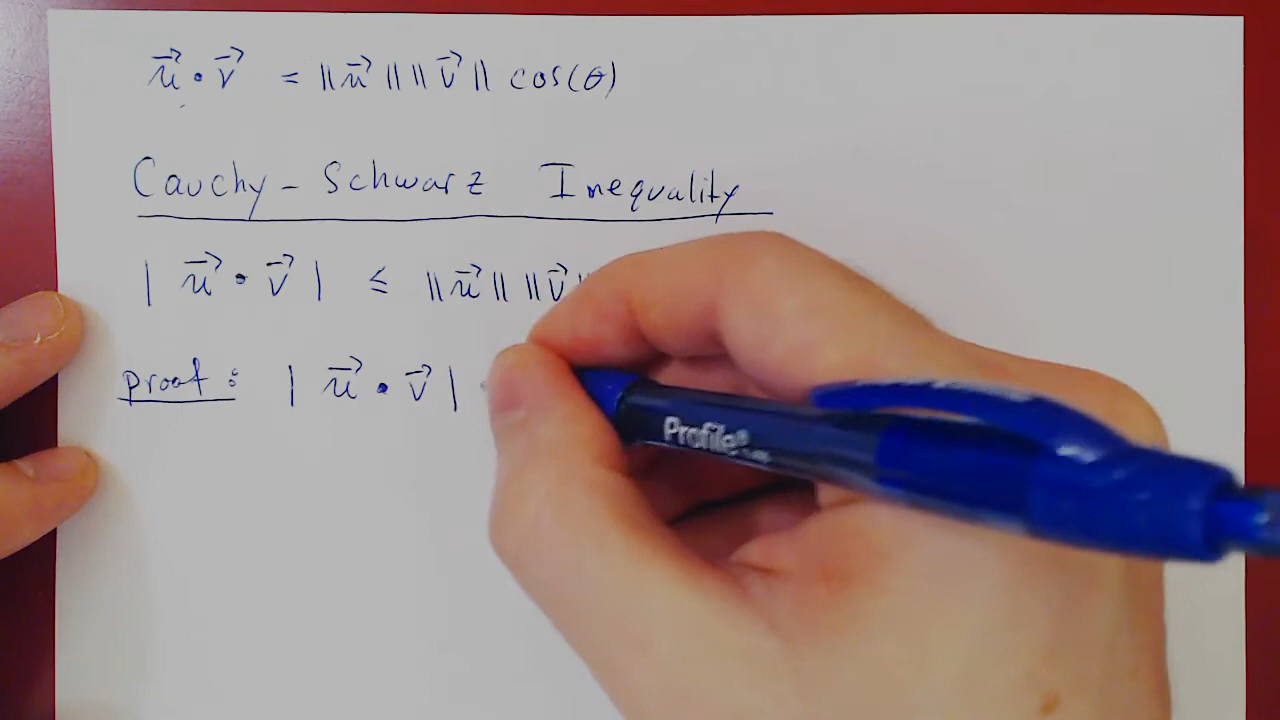 u⃗ • v⃗ = ||u⃗|| ||v⃗|| cos(θ)
Cauchy - Schwarz Inequality
| u⃗ • v⃗ | ≤ ||u⃗|| ||v⃗
proof : | u⃗ • v⃗ |
Profile®